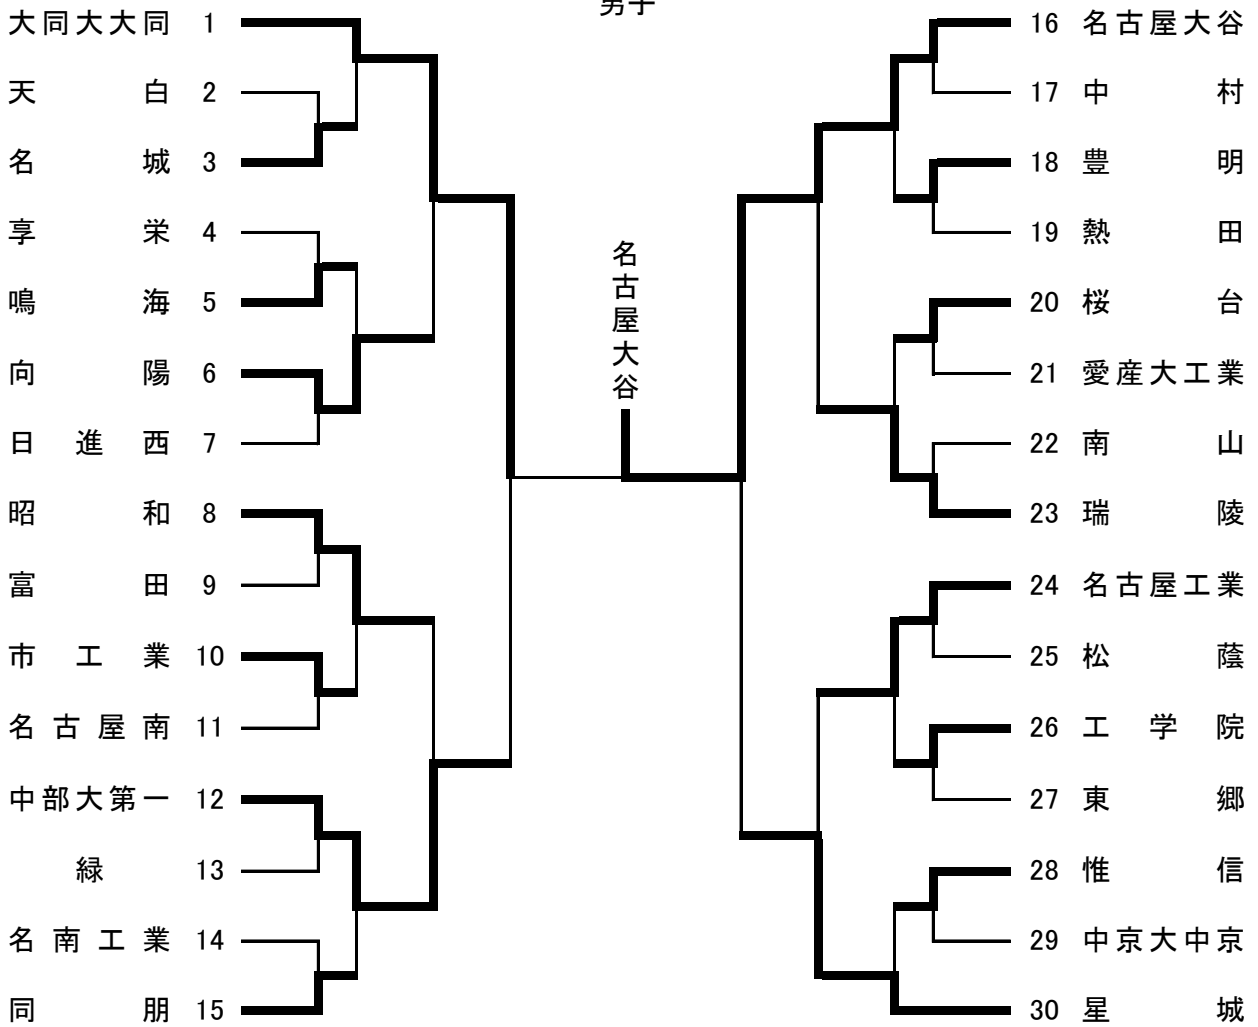 男子
大同大大同 1
天白 2
名城 3
享栄 4
鳴海 5
向陽 6
日進西 7
昭和 8
富田 9
市工業 10
名古屋南 11
中部大第一 12
緑 13
名南工業 14
同朋 15
名古屋大谷
16 名古屋大谷
17 中村
18 豊明
19 熱田
20 桜台
21 愛産大工業
22 南山
23 瑞陵
24 名古屋工業
25 松蔭
26 工学院
27 東郷
28 惟信
29 中京大中京
30 星城